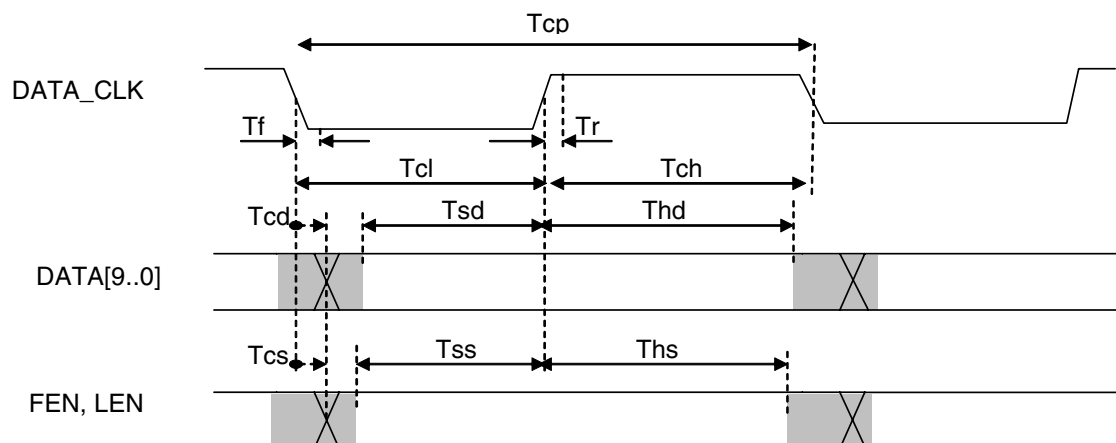 Tcp
DATA_CLK
Tf
Tr
Tcl
Tch
Tcd
Tsd
Thd
DATA[9..0]
Tcs
Tss
Ths
FEN, LEN